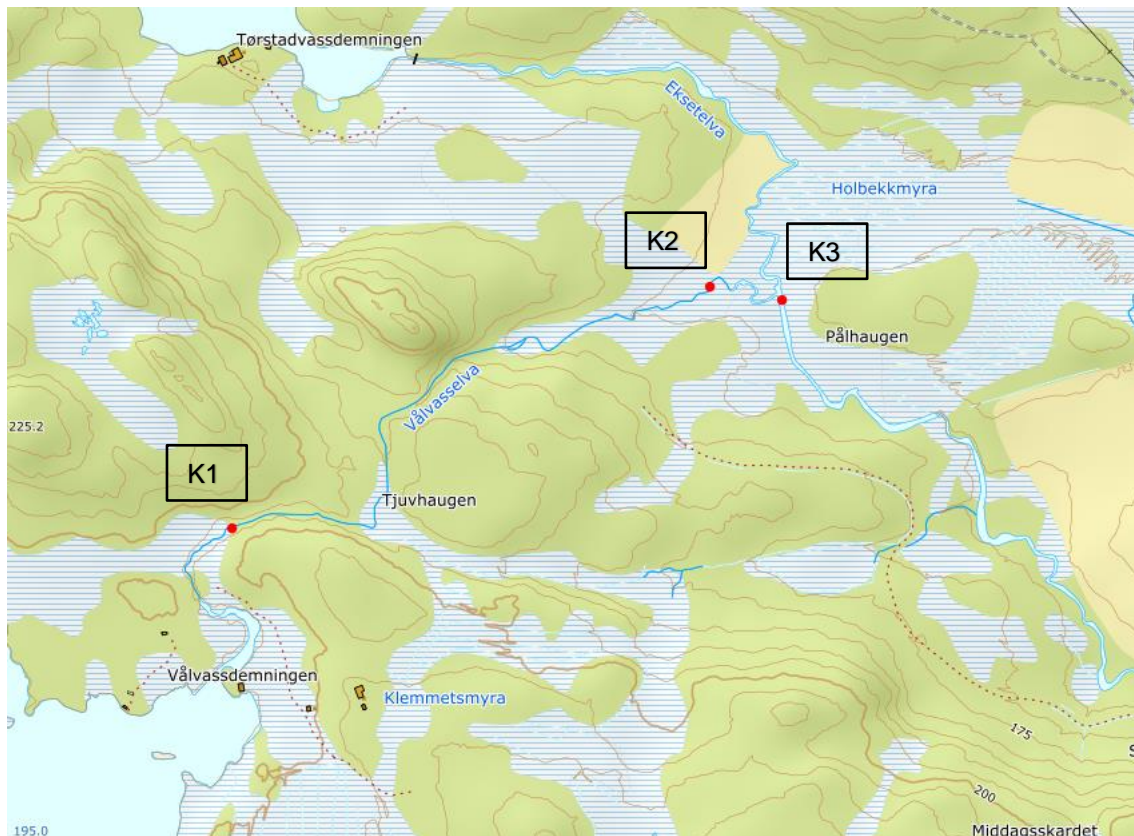 Tørstadvassdemningen
Eksetelva
Holbekkmyra
K2
K3
Pålhaugen
Vålvasselva
225.2
K1
Tjuvhaugen
Vålvassdemningen
Klemmetsmyra
175
200
195.0
Middagsskardet